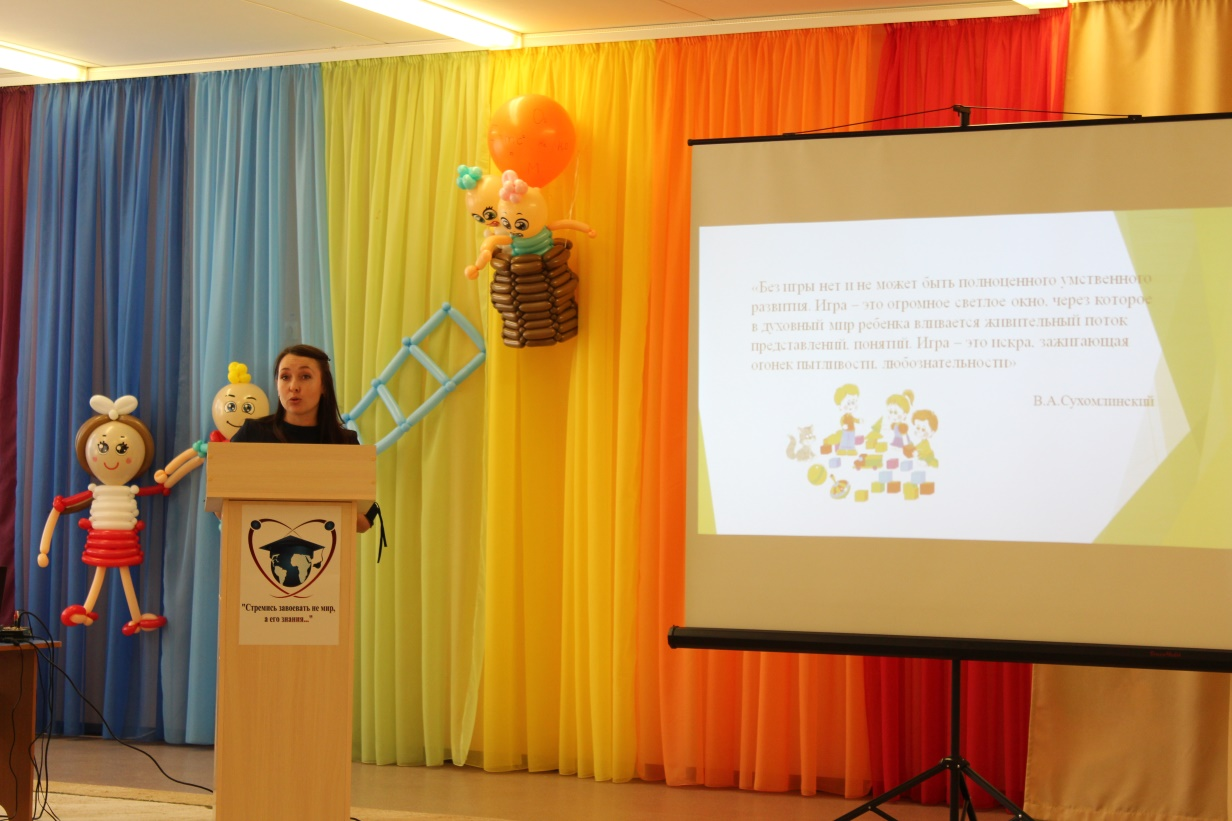 «Без игры нет и не может быть полноценного умственного
развития. Игра – это огромное светлое окно, через которое
в духовный мир ребенка вливается живительный поток
представлений, понятий. Игра – это искра, зажигающая
огонек пытливости, любознательности»
В.А.Сухомлинский
"Стремись завоевать не мир,
а его знания..."